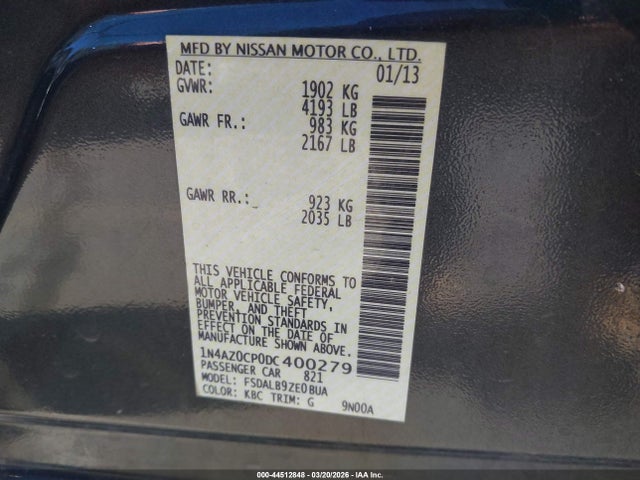 MFD BY NISSAN MOTOR CO., LTD.
DATE: 01/13
GVWR: 1902 KG
4193 LB
GAWR FR.: 983 KG
2167 LB
GAWR RR.: 923 KG
2035 LB
THIS VEHICLE CONFORMS TO
ALL APPLICABLE FEDERAL
MOTOR VEHICLE SAFETY,
BUMPER, AND THEFT
PREVENTION STANDARDS IN
EFFECT ON THE DATE OF
MANUFACTURE SHOWN ABOVE.
1N4AZ0CP0DC400279
PASSENGER CAR 821
MODEL: FSDALB9ZE0BUA
COLOR: KBC TRIM: G 9N00A
000-44512848 - 03/20/2026 - IAA Inc.